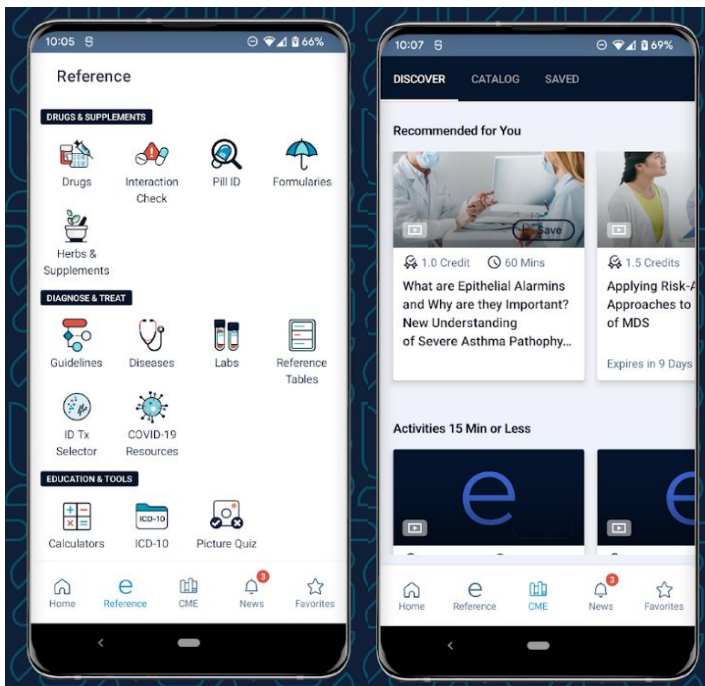 10:05
66%
Reference
DRUGS & SUPPLEMENTS
Drugs
Interaction
Check
Pill ID
Formularies
Herbs &
Supplements
DIAGNOSE & TREAT
Guidelines
Diseases
Labs
Reference
Tables
ID Tx
Selector
COVID-19
Resources
EDUCATION & TOOLS
Calculators
ICD-10
ICD-10
Picture Quiz
Home
e
Reference
CME
3
News
Favorites
10:07
69%
DISCOVER CATALOG SAVED
Recommended for You
Save
1.0 Credit 60 Mins
What are Epithelial Alarmins
and Why are they Important?
New Understanding
of Severe Asthma Pathophy...
1.5 Credits
Applying Risk-A
Approaches to
of MDS
Expires in 9 Days
Activities 15 Min or Less
e
e
Home
e
Reference
CME
3
News
Favorites